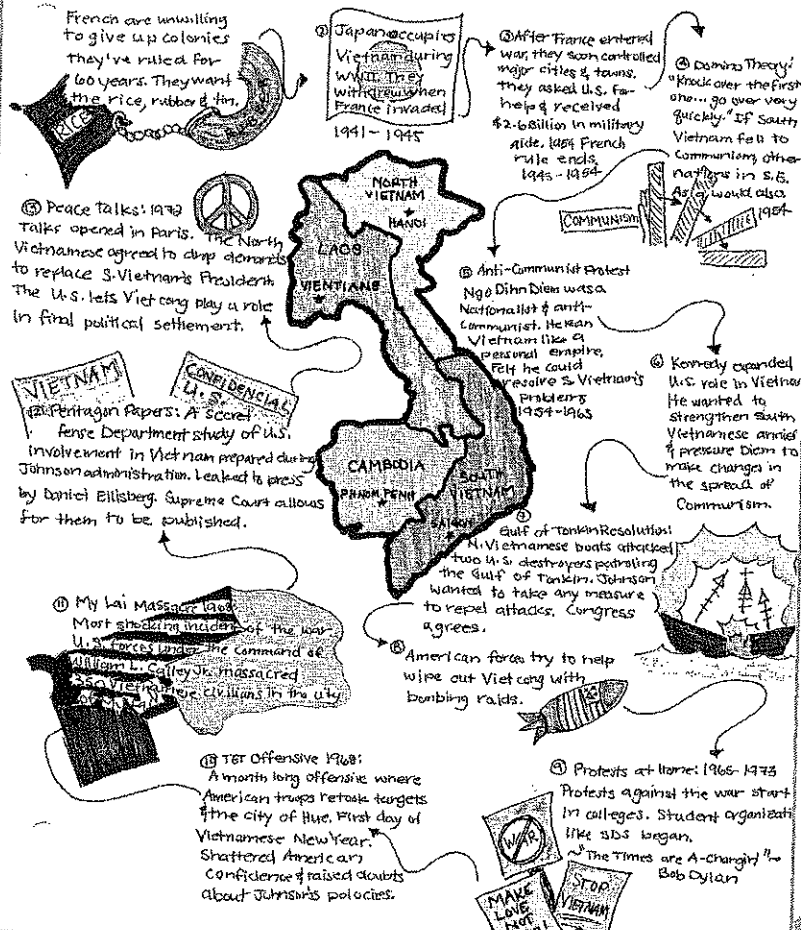 French are unwilling
to give up colonies
they've ruled for
60 years. They want
the rice, rubber & tin.
RICE
RUBBER
② Japan occupies
Vietnam during
WWII. They
withdrew when
France invaded
1941-1945
③ After France entered
war, they soon controlled
major cities & towns.
they asked U.S. for
help & received
$2.6 Billion in military
aide. 1954 French
rule ends.
1945-1954
④ Domino Theory:
"Knock over the first
one... go over very
quickly." If South
Vietnam fell to
Communism, other
nations in S.E.
Asia would also.
1954
COMMUNISM
⑤ Anti-Communist Protest
Ngo Dihn Diem was a
Nationalist & anti-
communist. He ran
Vietnam like a
personal empire,
Felt he could
resolve S. Vietnam's
problems
1954-1963
⑥ Kennedy expanded
U.S. role in Vietnam
He wanted to
strengthen South
Vietnamese armies
& pressure Diem to
make changes in
the spread of
Communism.
NORTH
VIETNAM
HANOI
LAOS
VIENTIANE
CAMBODIA
PHNOM PENH
SOUTH
VIETNAM
SAIGON
⑦
Gulf of Tonkin Resolution:
N. Vietnamese boats attacked
two U.S. destroyers patroling
the Gulf of Tonkin. Johnson
wanted to take any measure
to repel attacks. Congress
agrees.
⑧
American forces try to help
wipe out Viet cong with
bombing raids.
⑨ Protests at Home: 1965-1973
Protests against the war start
in colleges. Student organizati
like SDS began.
~"The Times are A-Changin'"~
Bob Dylan
WAR
MAKE
LOVE
NOT
STOP
VIETNAM
⑩ TET Offensive 1968:
A month long offensive where
American troops retook targets
& the city of Hue. First day of
Vietnamese New Year.
Shattered American
Confidence & raised doubts
about Johnson's polocies.
⑪ My Lai Massacre 1968
Most shocking incident of the war.
U.S. forces under the command of
William L. Calley Jr. massacred
350 Vietnamese civilians in the city
of My Lai
⑫ Pentagon Papers: A secret
fense Department study of U.S.
involvement in Vietnam prepared during
Johnson administration. Leaked to press
by Daniel Ellisberg. Supreme Court allows
for them to be published.
VIETNAM
CONFIDENCIAL
U.S.
⑬ Peace Talks: 1972
Talks opened in Paris. The North
Vietnamese agreed to drop demands
to replace S. Vietnam's President.
The U.S. lets Viet cong play a role
in final political settlement.